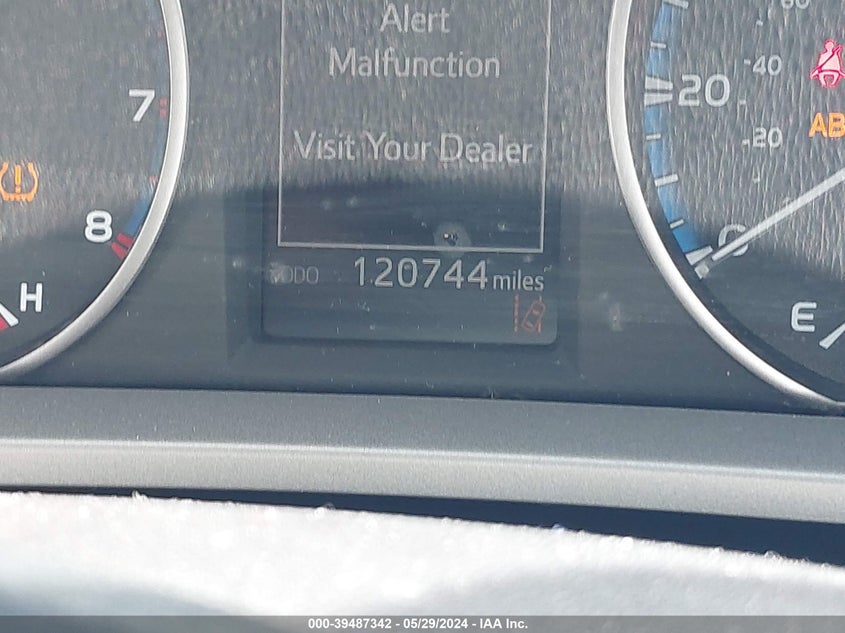 Alert
Malfunction
Visit Your Dealer
ODO 120744 miles
7
8
H
20
0
40
20
AB
E
000-39487342 - 05/29/2024 - IAA Inc.